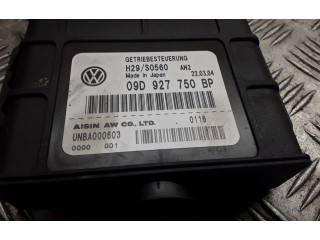 GETRIEBESTEUERUNG
H29/S0560 AN2
Made in Japan 22.03.04
09D 927 750 BP
AISIN AW CO., LTD. 0118
UNBA000603
0000 001